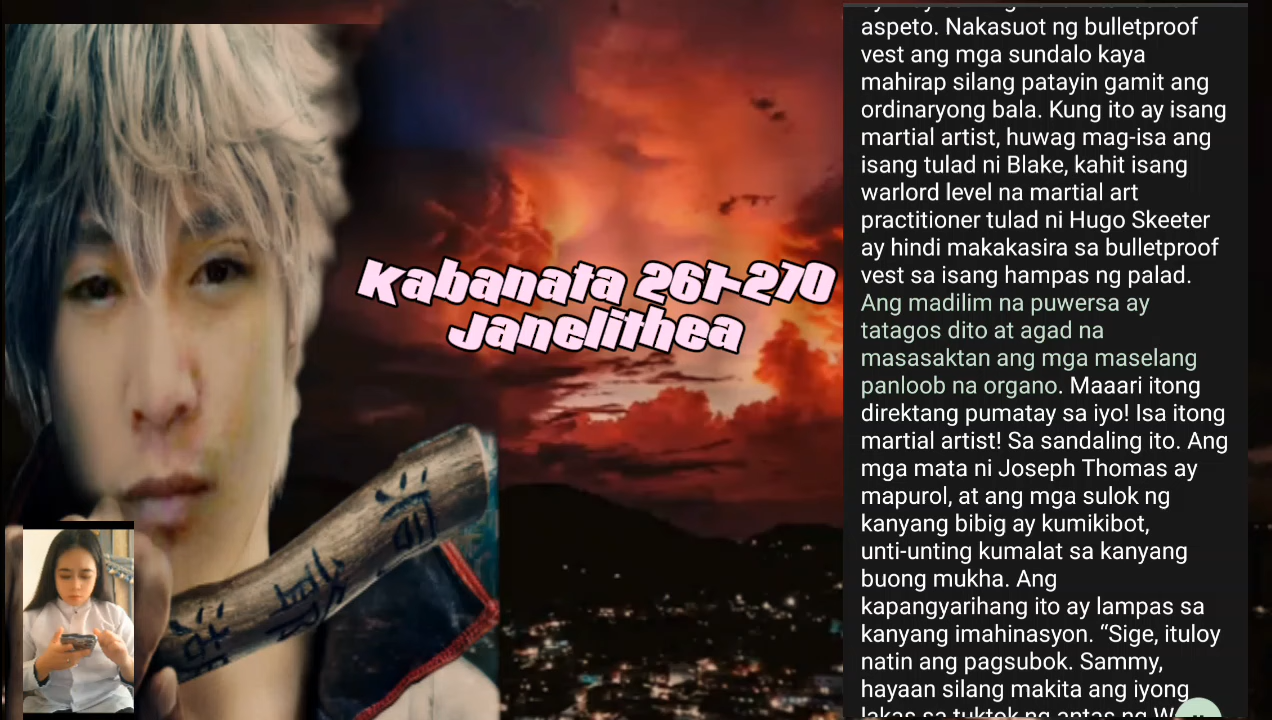 Kabanata 261-270
Janelithea
aspeto. Nakasuot ng bulletproof
vest ang mga sundalo kaya
mahirap silang patayin gamit ang
ordinaryong bala. Kung ito ay isang
martial artist, huwag mag-isa ang
isang tulad ni Blake, kahit isang
warlord level na martial art
practitioner tulad ni Hugo Skeeter
ay hindi makakasira sa bulletproof
vest sa isang hampas ng palad.
Ang madilim na puwersa ay
tatagos dito at agad na
masasaktan ang mga maselang
panloob na organo. Maaari itong
direktang pumatay sa iyo! Isa itong
martial artist! Sa sandaling ito. Ang
mga mata ni Joseph Thomas ay
mapurol, at ang mga sulok ng
kanyang bibig ay kumikibot,
unti-unting kumalat sa kanyang
buong mukha. Ang
kapangyarihang ito ay lampas sa
kanyang imahinasyon. “Sige, ituloy
natin ang pagsubok. Sammy,
hayaan silang makita ang iyong
lakas sa tuktok ng antas ng